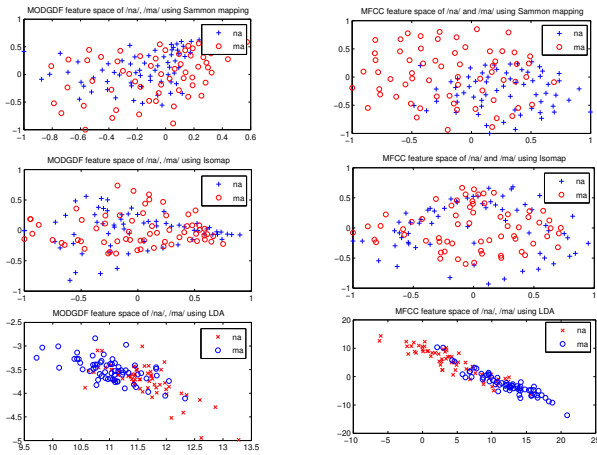 MODGDF feature space of /na/, /ma/ using Sammon mapping
1
0.5
0
−0.5
−1
−1 −0.8 −0.6 −0.4 −0.2 0 0.2 0.4 0.6
na
ma
MFCC feature space of /na/ and /ma/ using Sammon mapping
1
0.5
0
−0.5
−1
−1 −0.5 0 0.5 1
na
ma
MODGDF feature space of /na/, /ma/ using Isomap
1
0.5
0
−0.5
−1
−1 −0.5 0 0.5 1
na
ma
MFCC feature space of /na/ and /ma/ using Isomap
1
0.5
0
−0.5
−1
−1 −0.5 0 0.5 1
na
ma
MODGDF feature space of /na/, /ma/ using LDA
−2.5
−3
−3.5
−4
−4.5
−5
9.5 10 10.5 11 11.5 12 12.5 13 13.5
na
ma
MFCC feature space of /na/, /ma/ using LDA
20
10
0
−10
−20
−10 −5 0 5 10 15 20 25
na
ma